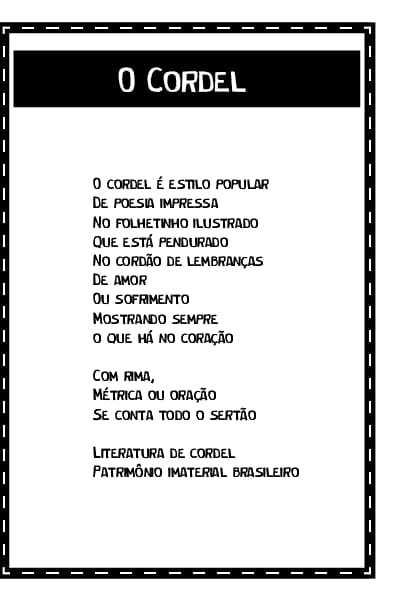 O CORDEL
O CORDEL É ESTILO POPULAR
DE POESIA IMPRESSA
NO FOLHETINHO ILUSTRADO
QUE ESTÁ PENDURADO
NO CORDÃO DE LEMBRANÇAS
DE AMOR
OU SOFRIMENTO
MOSTRANDO SEMPRE
O QUE HÁ NO CORAÇÃO
COM RIMA,
MÉTRICA OU ORAÇÃO
SE CONTA TODO O SERTÃO
LITERATURA DE CORDEL
PATRIMÔNIO IMATERIAL BRASILEIRO